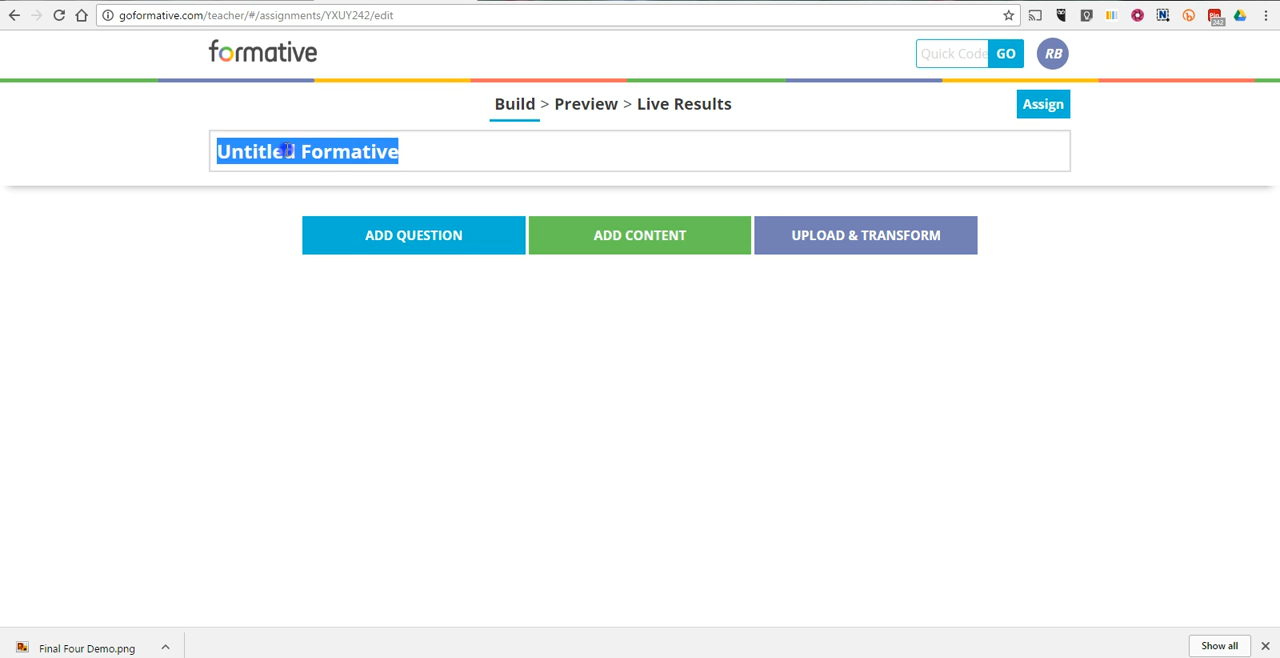 goformative.com/teacher/#/assignments/YXUY242/edit
242
formative
Quick Code GO RB
Build > Preview > Live Results
Assign
Untitled Formative
ADD QUESTION ADD CONTENT UPLOAD & TRANSFORM
Final Four Demo.png
Show all